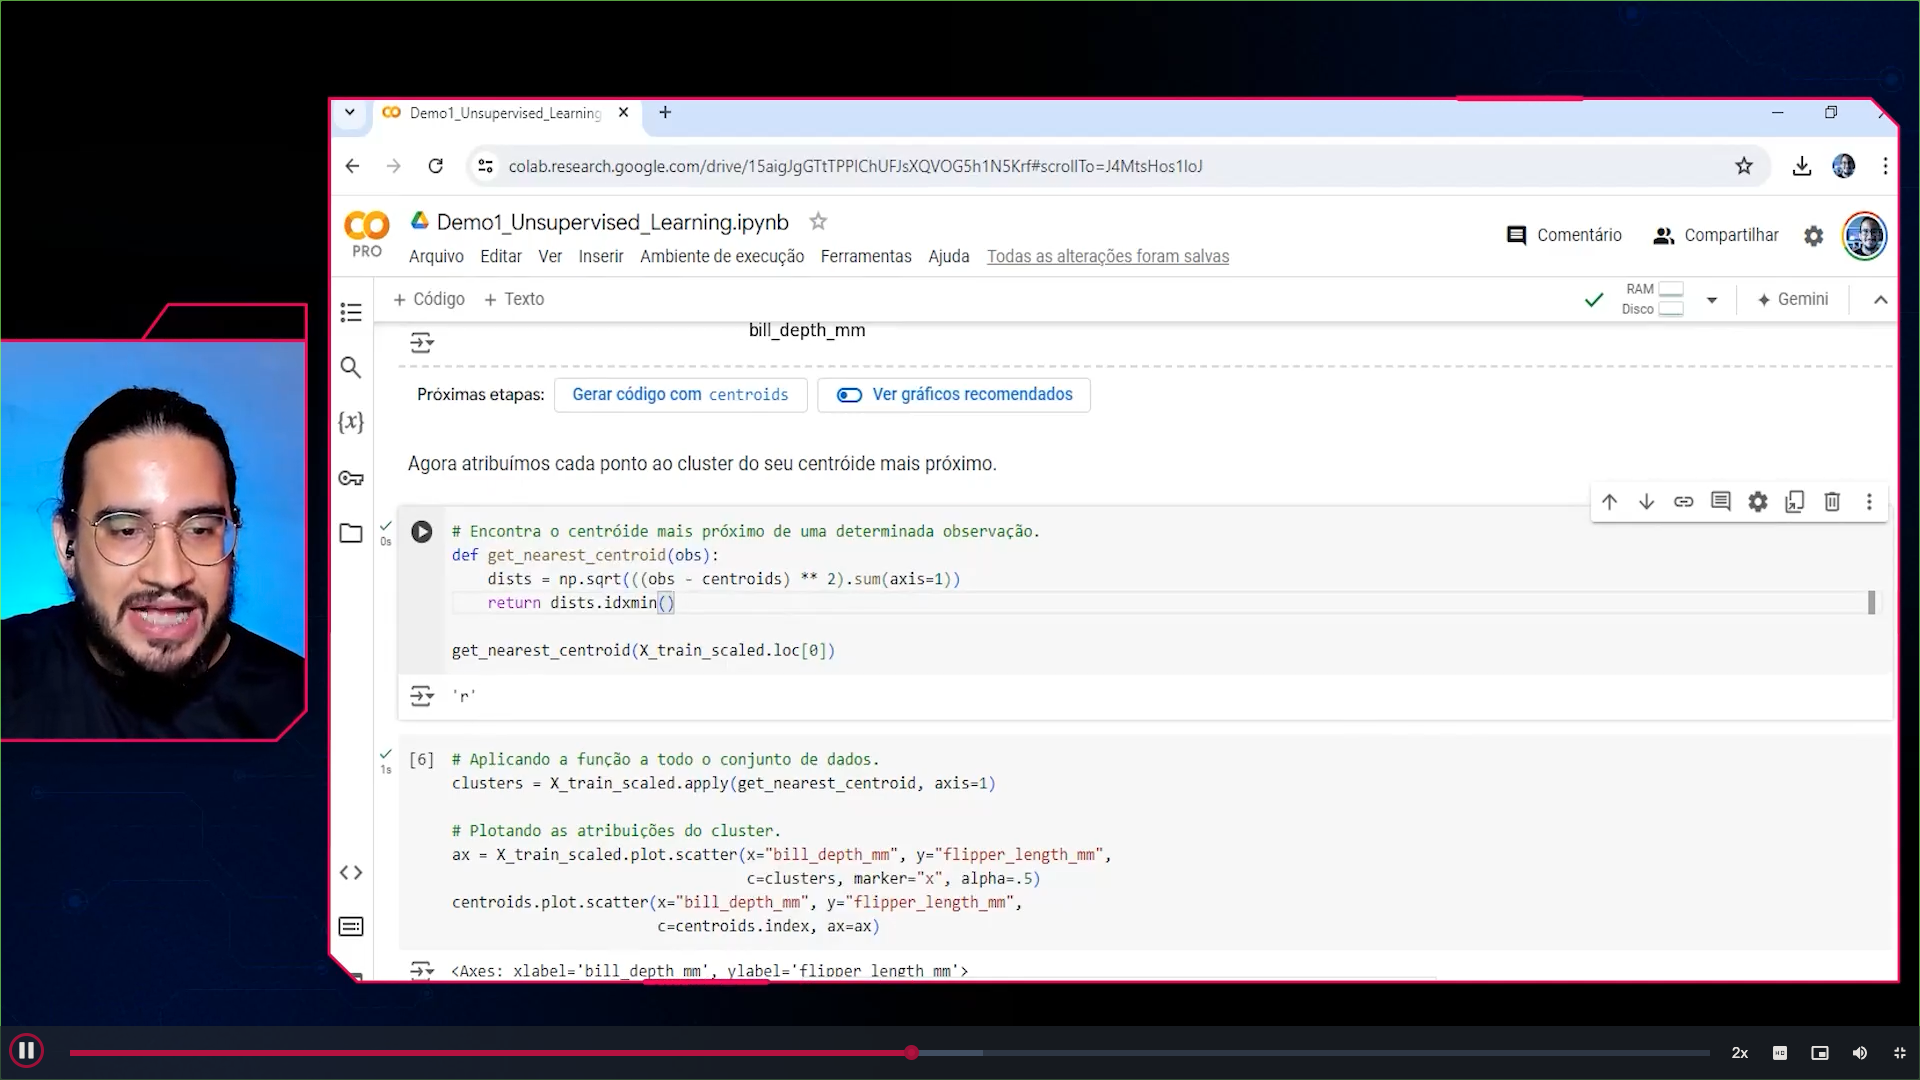 Demo1_Unsupervised_Learning
colab.research.google.com/drive/15aigJgGTtTPPIChUFJsXQVOG5h1N5Krf#scrollTo=J4MtsHos1IoJ
CO
PRO
Demo1_Unsupervised_Learning.ipynb
Comentário
Compartilhar
Arquivo Editar Ver Inserir Ambiente de execução Ferramentas Ajuda Todas as alterações foram salvas
+ Código + Texto
RAM
Disco
Gemini
bill_depth_mm
Próximas etapas: Gerar código com centroids Ver gráficos recomendados
Agora atribuímos cada ponto ao cluster do seu centróide mais próximo.
0s
# Encontra o centróide mais próximo de uma determinada observação.
def get_nearest_centroid(obs):
dists = np.sqrt(((obs - centroids) ** 2).sum(axis=1))
return dists.idxmin()
get_nearest_centroid(X_train_scaled.loc[0])
'r'
1s
[6] # Aplicando a função a todo o conjunto de dados.
clusters = X_train_scaled.apply(get_nearest_centroid, axis=1)
# Plotando as atribuições do cluster.
ax = X_train_scaled.plot.scatter(x="bill_depth_mm", y="flipper_length_mm",
c=clusters, marker="x", alpha=.5)
centroids.plot.scatter(x="bill_depth_mm", y="flipper_length_mm",
c=centroids.index, ax=ax)
<Axes: xlabel='bill_depth_mm', ylabel='flipper_length_mm'>
2x